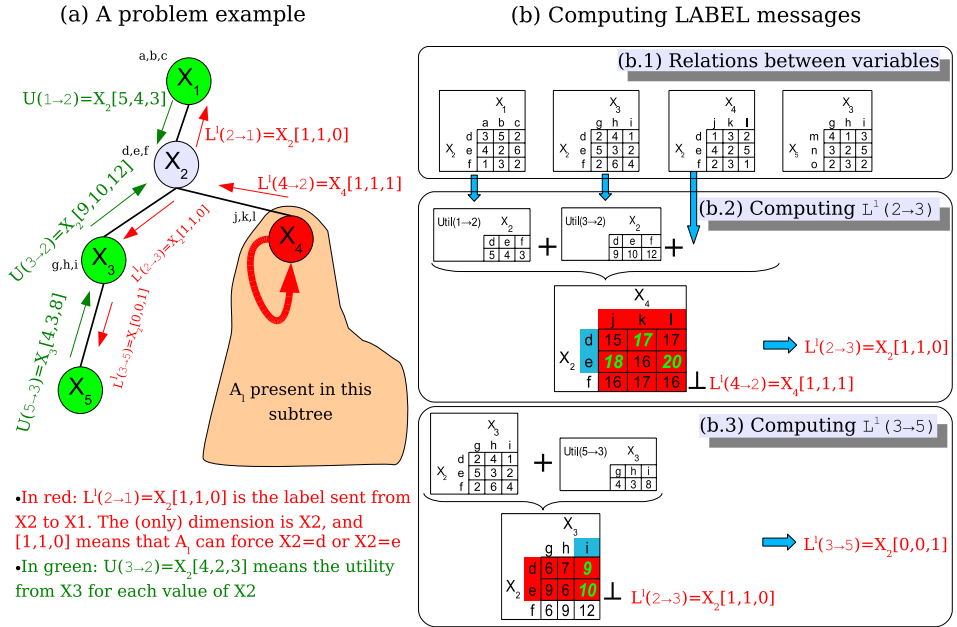 (a) A problem example
a,b,c
X1
U(1→2)=X2[5,4,3]
L¹(2→1)=X2[1,1,0]
d,e,f
X2
L¹(4→2)=X4[1,1,1]
U(3→2)=X2[9,10,12]
L¹(2→3)=X2[1,1,0]
j,k,l
X4
g,h,i
X3
U(5→3)=X3[4,3,8]
L¹(3→5)=X2[0,0,1]
X5
A1 present in this
subtree
•In red: L¹(2→1)=X2[1,1,0] is the label sent from
X2 to X1. The (only) dimension is X2, and
[1,1,0] means that A1 can force X2=d or X2=e
•In green: U(3→2)=X2[4,2,3] means the utility
from X3 for each value of X2
(b) Computing LABEL messages
(b.1) Relations between variables
X1
a b c
d 3 5 2
X2 e 4 2 6
f 1 3 2
X3
g h i
d 2 4 1
X2 e 5 3 2
f 2 6 4
X4
j k l
d 1 3 2
X2 e 4 2 5
f 2 3 1
X3
g h i
m 4 1 3
X5 n 3 2 5
o 2 3 2
(b.2) Computing L¹(2→3)
Util(1→2) X2
d e f
5 4 3
+
Util(3→2) X2
d e f
9 10 12
+
X4
j k l
d 15 17 17
X2 e 18 16 20
f 16 17 16
⊥ L¹(4→2)=X4[1,1,1]
L¹(2→3)=X2[1,1,0]
(b.3) Computing L¹(3→5)
X3
g h i
d 2 4 1
X2 e 5 3 2
f 2 6 4
+
Util(5→3) X3
g h i
4 3 8
X3
g h i
d 6 7 9
X2 e 9 6 10
f 6 9 12
⊥ L¹(2→3)=X2[1,1,0]
L¹(3→5)=X2[0,0,1]